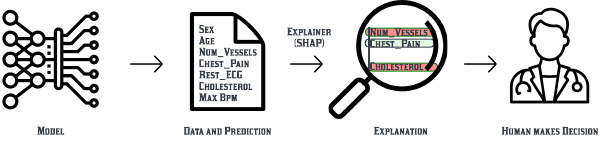 Sex
Age
Num_Vessels
Chest_Pain
Rest_ECG
Cholesterol
Max Bpm
Explainer
(SHAP)
Num_Vessels
Chest_Pain
Cholesterol
Model
Data and Prediction
Explanation
Human makes Decision